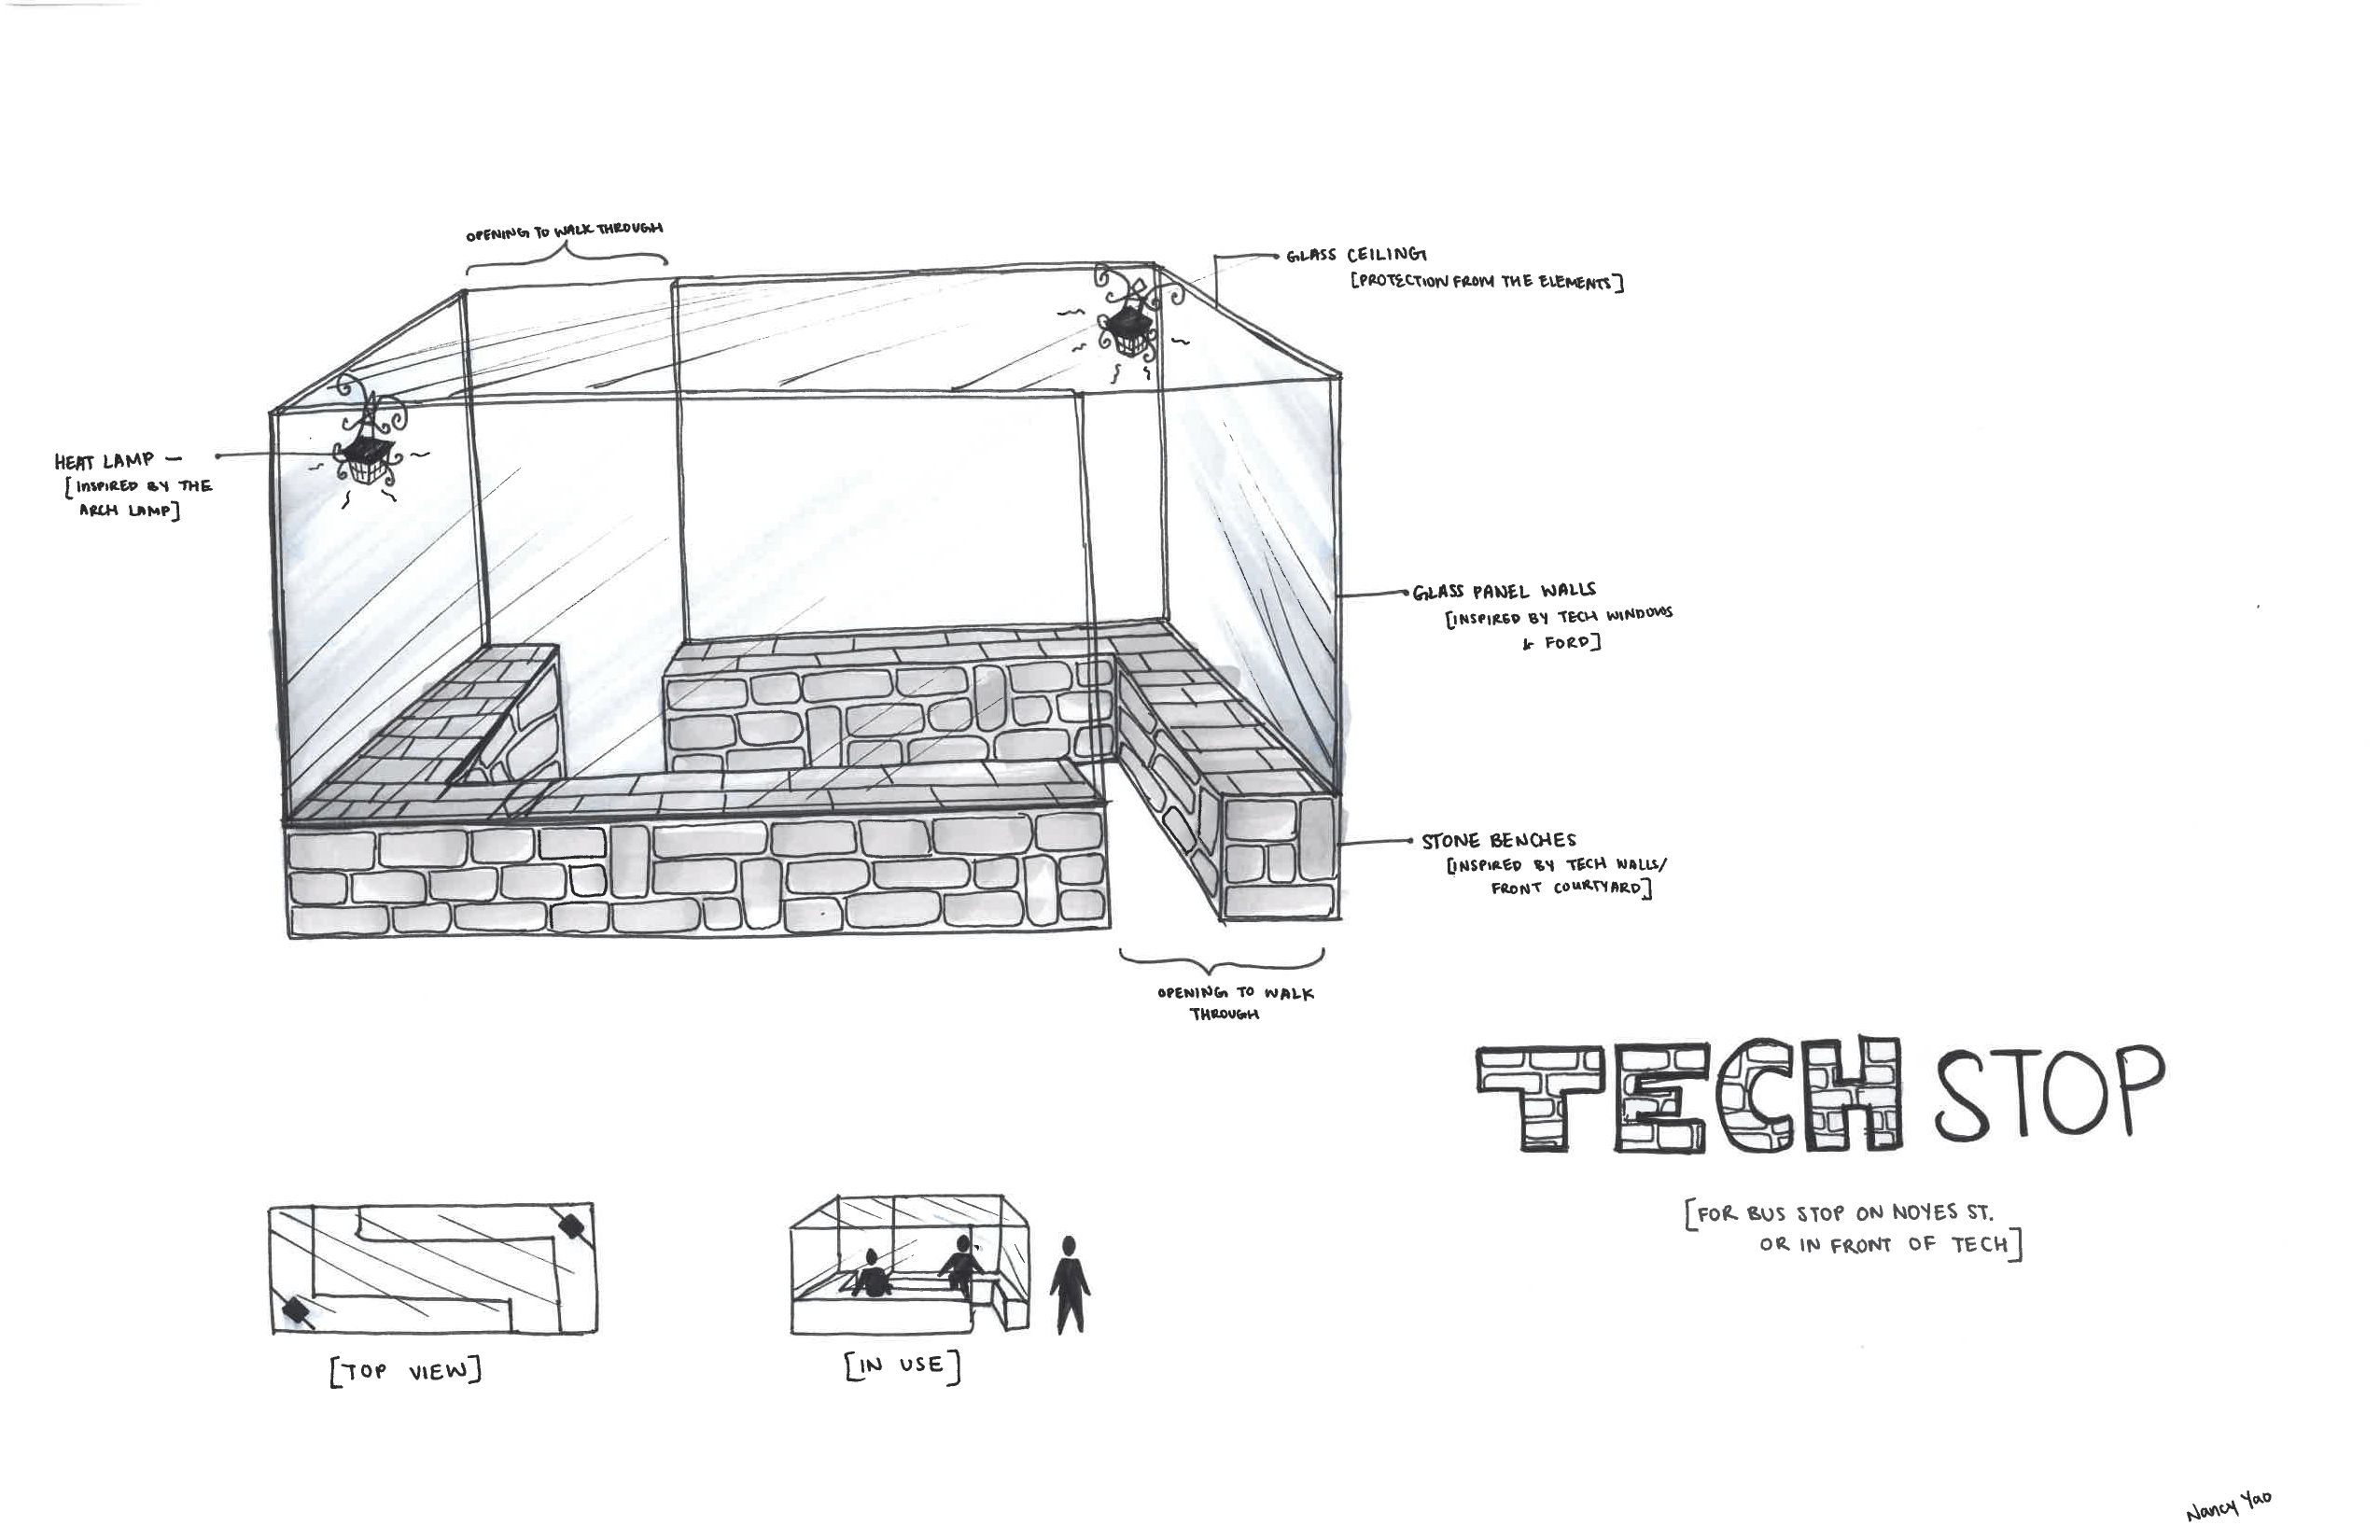 OPENING TO WALK THROUGH
GLASS CEILING
[PROTECTION FROM THE ELEMENTS]
HEAT LAMP —
[INSPIRED BY THE
ARCH LAMP]
GLASS PANEL WALLS
[INSPIRED BY TECH WINDOWS
& FORD]
STONE BENCHES
[INSPIRED BY TECH WALLS/
FRONT COURTYARD]
OPENING TO WALK
THROUGH
TECH STOP
[FOR BUS STOP ON NOYES ST.
OR IN FRONT OF TECH]
[TOP VIEW]
[IN USE]
Nancy Yao